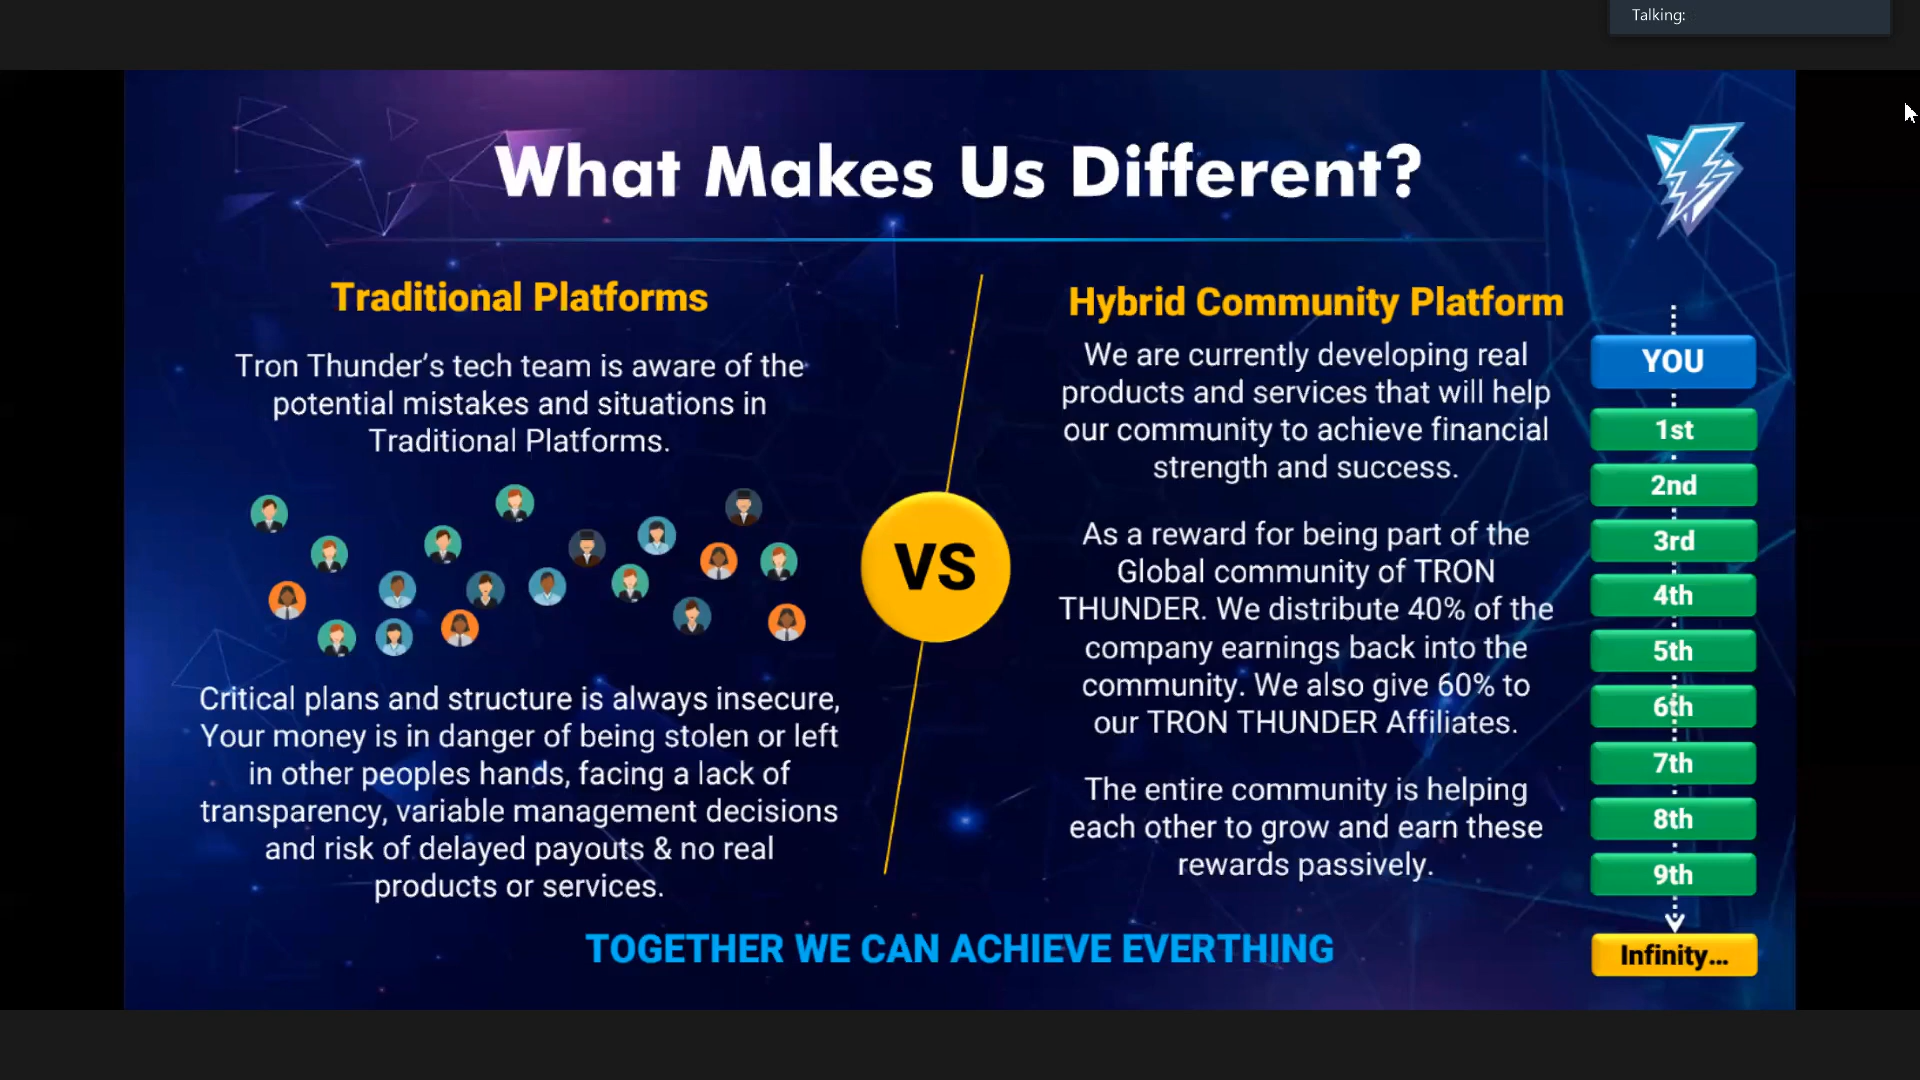 Talking:
What Makes Us Different?
Traditional Platforms
Tron Thunder's tech team is aware of the
potential mistakes and situations in
Traditional Platforms.
Critical plans and structure is always insecure,
Your money is in danger of being stolen or left
in other peoples hands, facing a lack of
transparency, variable management decisions
and risk of delayed payouts & no real
products or services.
VS
Hybrid Community Platform
We are currently developing real
products and services that will help
our community to achieve financial
strength and success.
As a reward for being part of the
Global community of TRON
THUNDER. We distribute 40% of the
company earnings back into the
community. We also give 60% to
our TRON THUNDER Affiliates.
The entire community is helping
each other to grow and earn these
rewards passively.
YOU
1st
2nd
3rd
4th
5th
6th
7th
8th
9th
Infinity...
TOGETHER WE CAN ACHIEVE EVERTHING